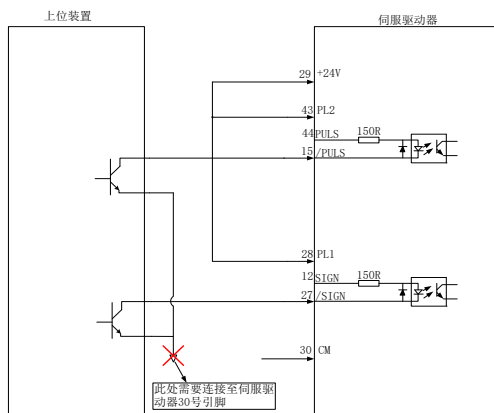 上位装置
伺服驱动器
29 +24V
43 PL2
44 PULS 150R
15 /PULS
28 PL1
12 SIGN 150R
27 /SIGN
30 CM
此处需要连接至伺服驱
动器30号引脚